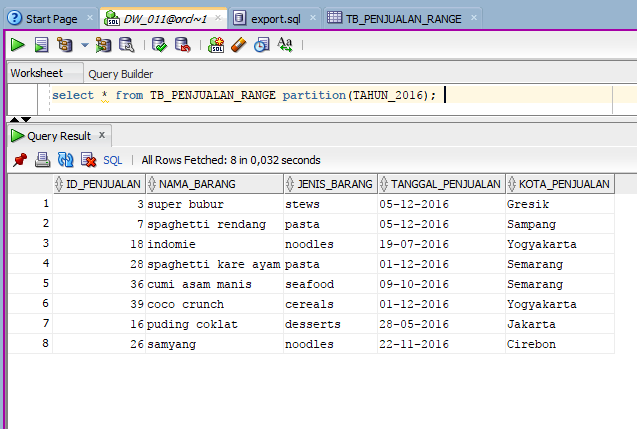 Start Page DW_011@ord~1 export.sql TB_PENJUALAN_RANGE
Worksheet Query Builder
select * from TB_PENJUALAN_RANGE partition(TAHUN_2016);
Query Result
SQL All Rows Fetched: 8 in 0,032 seconds
ID_PENJUALAN NAMA_BARANG JENIS_BARANG TANGGAL_PENJUALAN KOTA_PENJUALAN
1 3 super bubur stews 05-12-2016 Gresik
2 7 spaghetti rendang pasta 05-12-2016 Sampang
3 18 indomie noodles 19-07-2016 Yogyakarta
4 28 spaghetti kare ayam pasta 01-12-2016 Semarang
5 36 cumi asam manis seafood 09-10-2016 Semarang
6 39 coco crunch cereals 01-12-2016 Yogyakarta
7 16 puding coklat desserts 28-05-2016 Jakarta
8 26 samyang noodles 22-11-2016 Cirebon